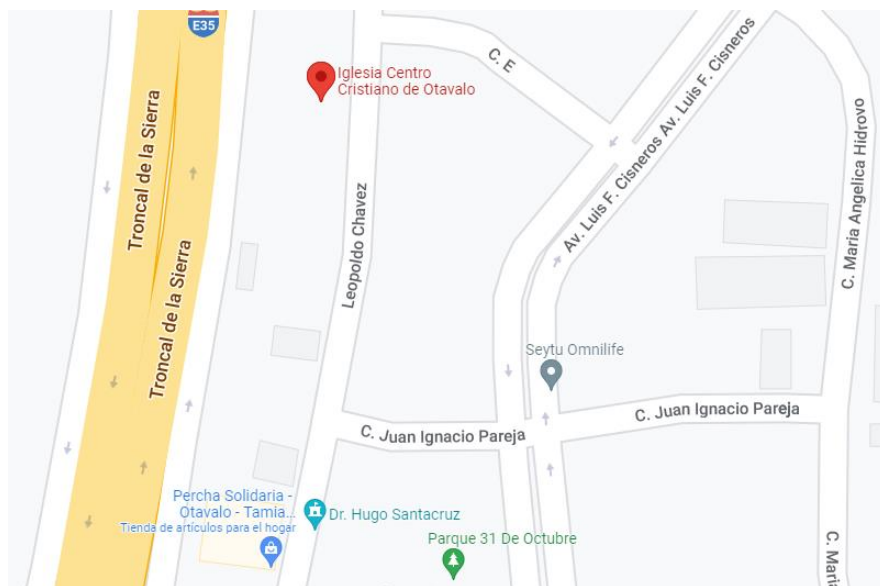 E35
Iglesia Centro
Cristiano de Otavalo
C. E
Troncal de la Sierra
Troncal de la Sierra
Leopoldo Chavez
Av. Luis F. Cisneros
Av. Luis F. Cisneros
C. Maria Angelica Hidrovo
Seytu Omnilife
C. Juan Ignacio Pareja
C. Juan Ignacio Pareja
Percha Solidaria -
Otavalo - Tamia...
Tienda de artículos para el hogar
Dr. Hugo Santacruz
Parque 31 De Octubre
C. Maria